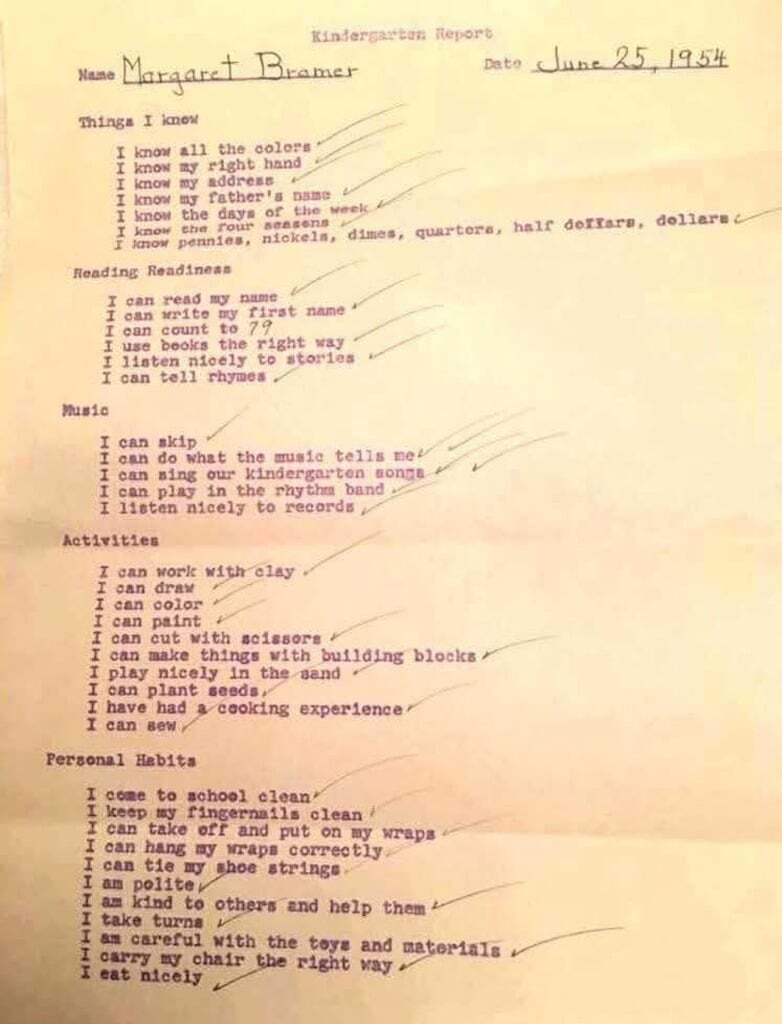 Kindergarten Report
Name Margaret Bramer Date June 25, 1954
Things I know
I know all the colors
I know my right hand
I know my address
I know my father's name
I know the days of the week
I know the four seasons
I know pennies, nickels, dimes, quarters, half dollars, dollars
Reading Readiness
I can read my name
I can write my first name
I can count to 79
I use books the right way
I listen nicely to stories
I can tell rhymes
Music
I can skip
I can do what the music tells me
I can sing our kindergarten songs
I can play in the rhythm band
I listen nicely to records
Activities
I can work with clay
I can draw
I can color
I can paint
I can cut with scissors
I can make things with building blocks
I play nicely in the sand
I can plant seeds
I have had a cooking experience
I can sew
Personal Habits
I come to school clean
I keep my fingernails clean
I can take off and put on my wraps
I can hang my wraps correctly
I can tie my shoe strings
I am polite
I am kind to others and help them
I take turns
I am careful with the toys and materials
I carry my chair the right way
I eat nicely